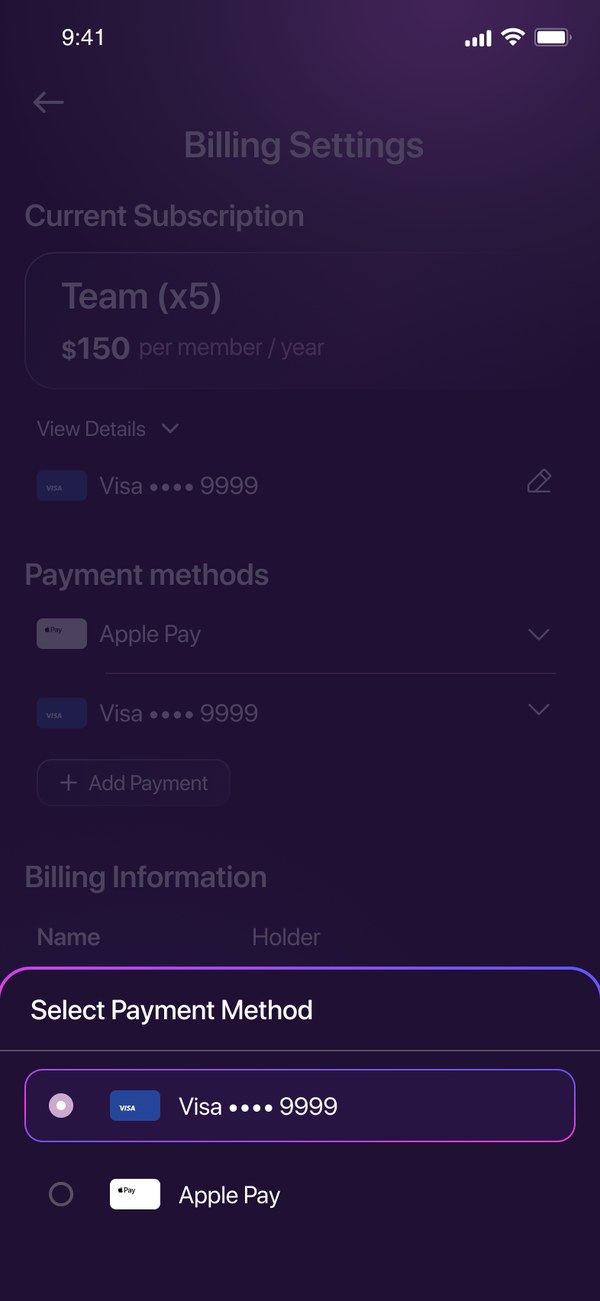 9:41
Billing Settings
Current Subscription
Team (x5)
$150 per member / year
View Details
VISA Visa •••• 9999
Payment methods
Pay Apple Pay
VISA Visa •••• 9999
+ Add Payment
Billing Information
Name Holder
Select Payment Method
VISA Visa •••• 9999
Pay Apple Pay